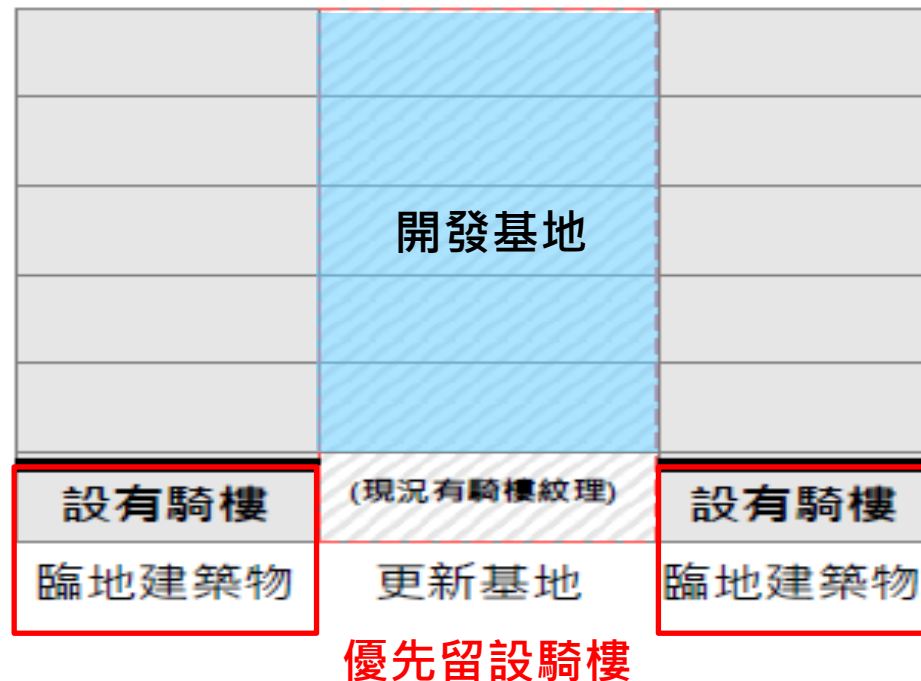 開發基地
設有騎樓
(現況有騎樓紋理)
設有騎樓
臨地建築物
更新基地
臨地建築物
優先留設騎樓